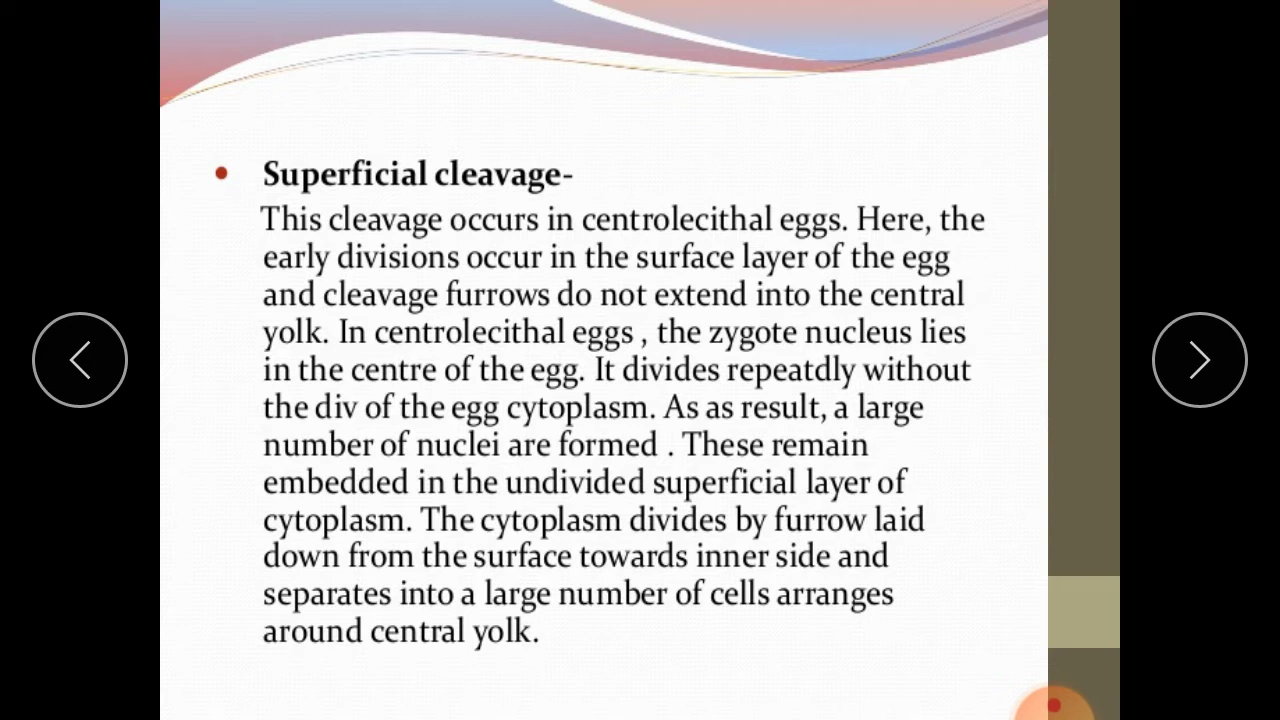 Superficial cleavage-
This cleavage occurs in centrolecithal eggs. Here, the
early divisions occur in the surface layer of the egg
and cleavage furrows do not extend into the central
yolk. In centrolecithal eggs , the zygote nucleus lies
in the centre of the egg. It divides repeatdly without
the div of the egg cytoplasm. As as result, a large
number of nuclei are formed . These remain
embedded in the undivided superficial layer of
cytoplasm. The cytoplasm divides by furrow laid
down from the surface towards inner side and
separates into a large number of cells arranges
around central yolk.